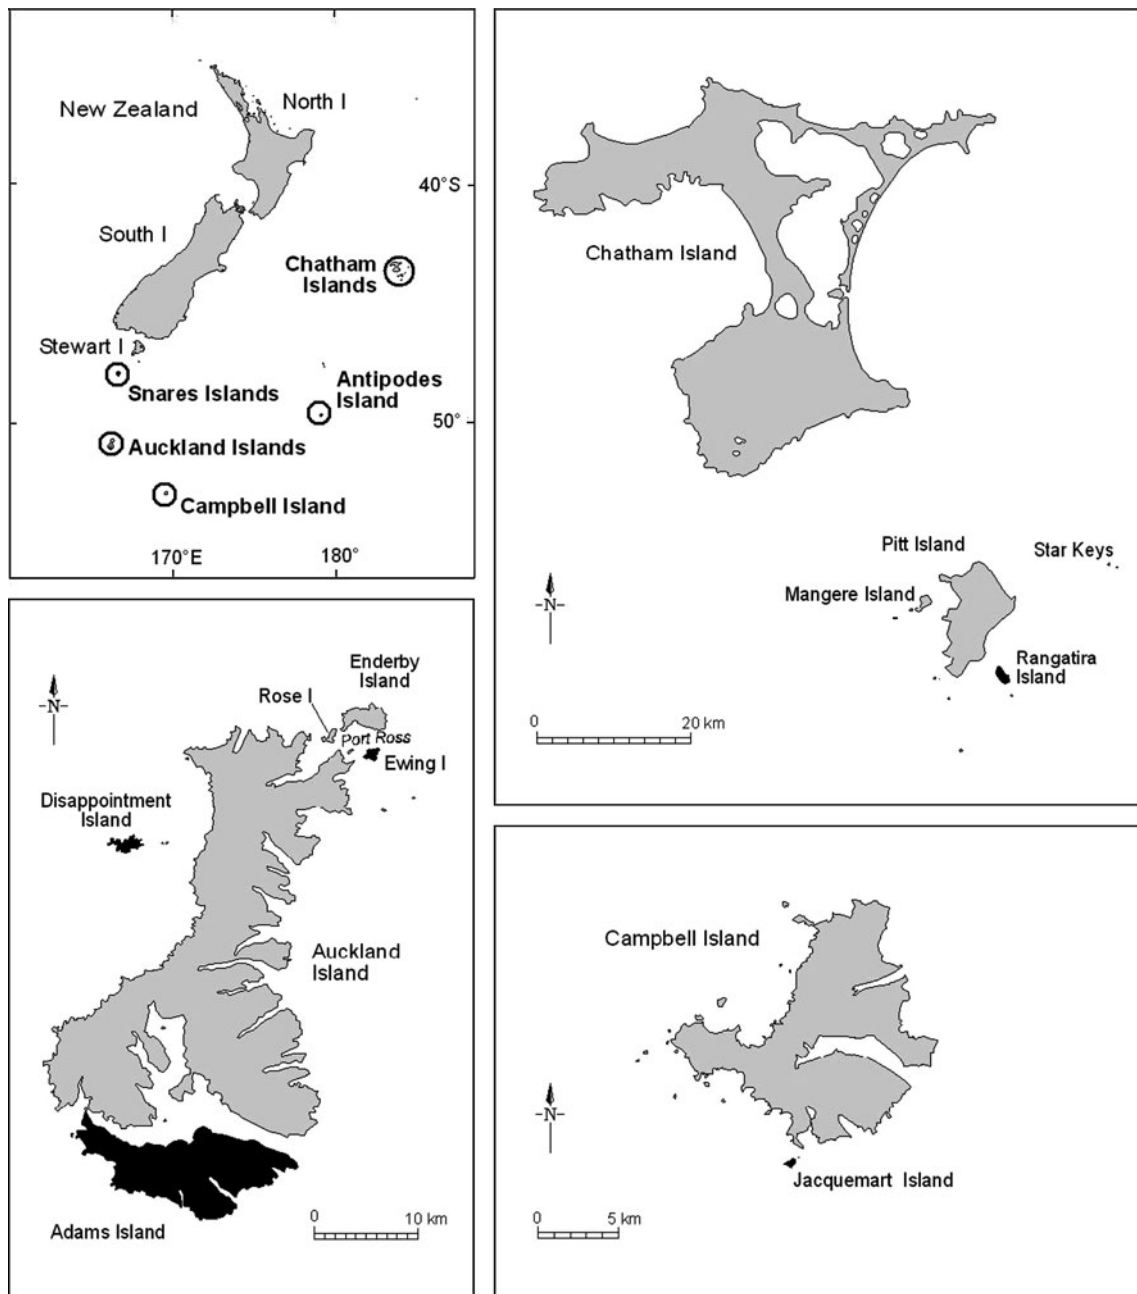 New Zealand
North I
40°S
South I
Chatham
Islands
Stewart I
Snares Islands
Antipodes
Island
50°
Auckland Islands
Campbell Island
170°E
180°
Chatham Island
Pitt Island
Star Keys
Mangere Island
-N-
Rangatira
Island
0
20 km
Enderby
Island
Rose I
-N-
Port Ross
Ewing I
Disappointment
Island
Auckland
Island
Adams Island
0
10 km
Campbell Island
-N-
Jacquemart Island
0
5 km